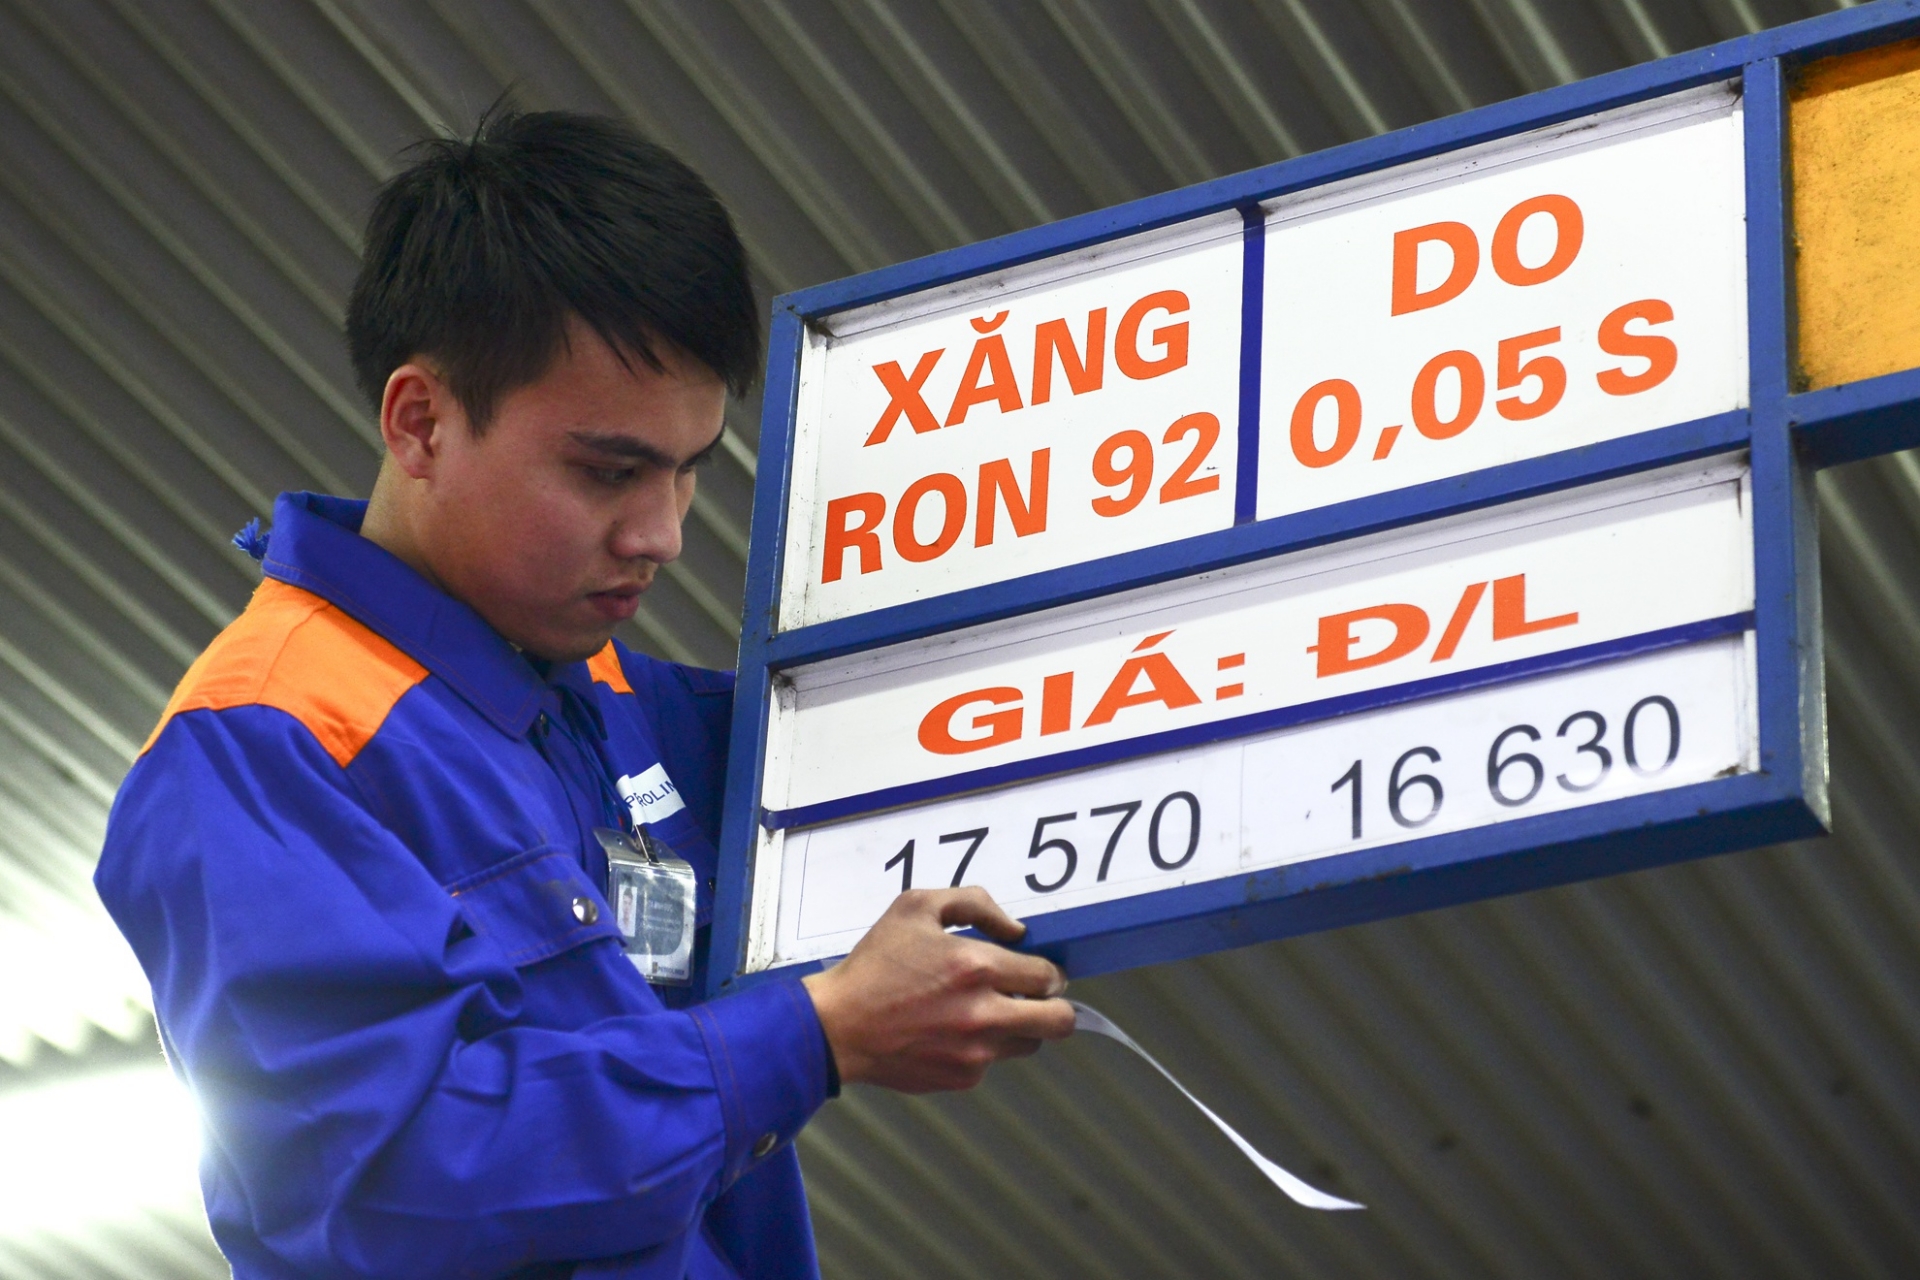 XĂNG
RON 92
DO
0,05 S
GIÁ: Đ/L
17 570
16 630